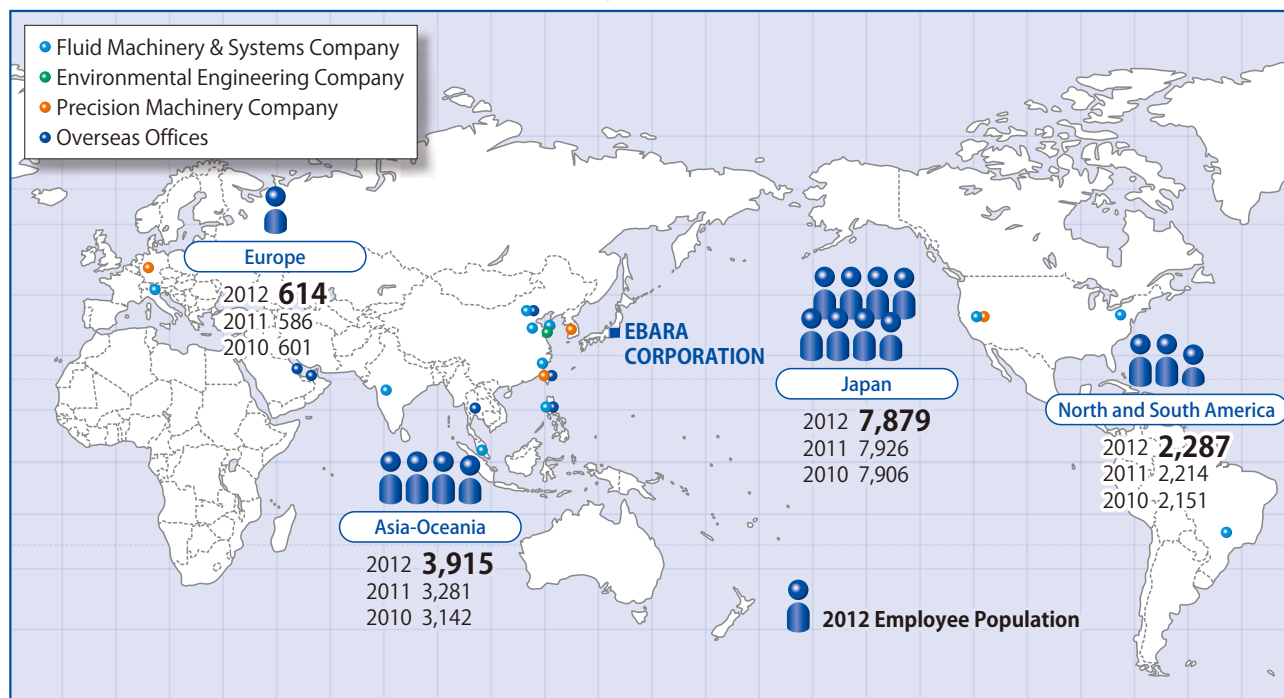 Fluid Machinery & Systems Company
Environmental Engineering Company
Precision Machinery Company
Overseas Offices
Europe
2012 614
2011 586
2010 601
EBARA
CORPORATION
Japan
2012 7,879
2011 7,926
2010 7,906
North and South America
2012 2,287
2011 2,214
2010 2,151
Asia-Oceania
2012 3,915
2011 3,281
2010 3,142
2012 Employee Population